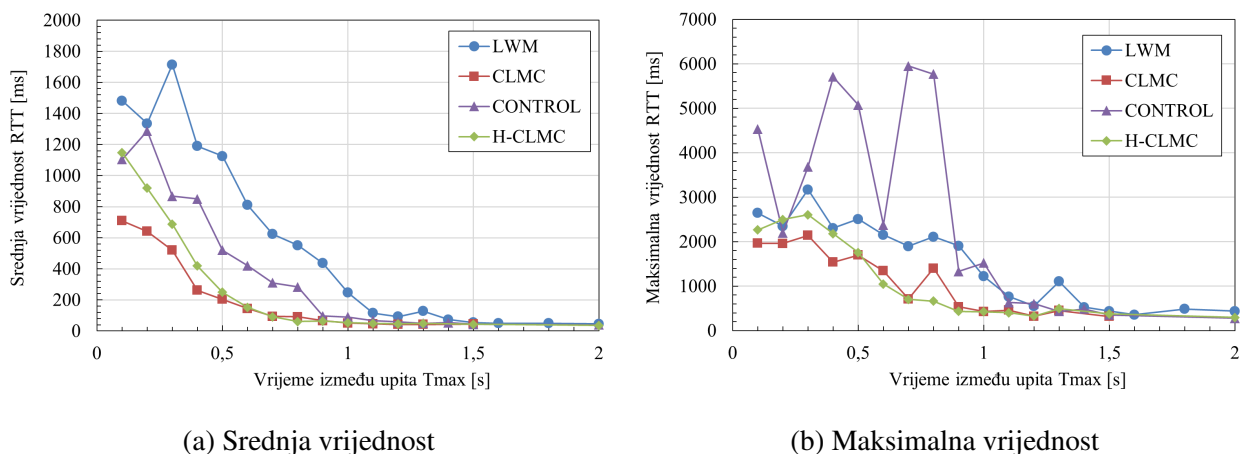 2000
1800
1600
1400
1200
1000
800
600
400
200
0
Srednja vrijednost RTT [ms]
LWM
CLMC
CONTROL
H-CLMC
0
0,5
1
1,5
2
Vrijeme između upita Tmax [s]
(a) Srednja vrijednost
7000
6000
5000
4000
3000
2000
1000
0
Maksimalna vrijednost RTT [ms]
LWM
CLMC
CONTROL
H-CLMC
0
0,5
1
1,5
2
Vrijeme između upita Tmax [s]
(b) Maksimalna vrijednost